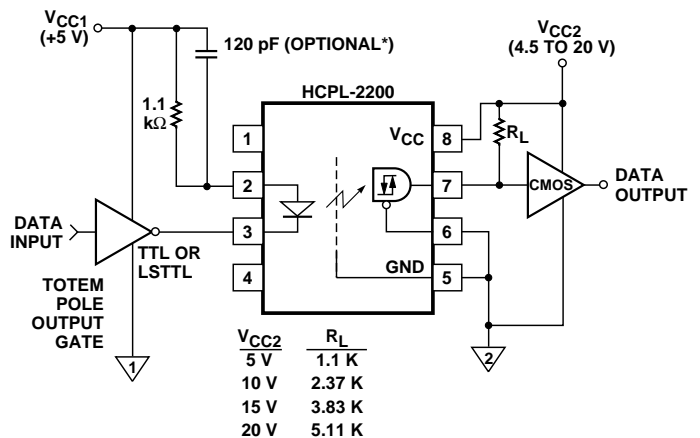 VCC1
(+5 V)
120 pF (OPTIONAL*)
VCC2
(4.5 TO 20 V)
HCPL-2200
1.1
kΩ
1
VCC
8
RL
2
7
CMOS
DATA
OUTPUT
DATA
INPUT
3
6
TTL OR
LSTTL
4
GND
5
TOTEM
POLE
OUTPUT
GATE
1
2
VCC2 RL
5 V 1.1 K
10 V 2.37 K
15 V 3.83 K
20 V 5.11 K